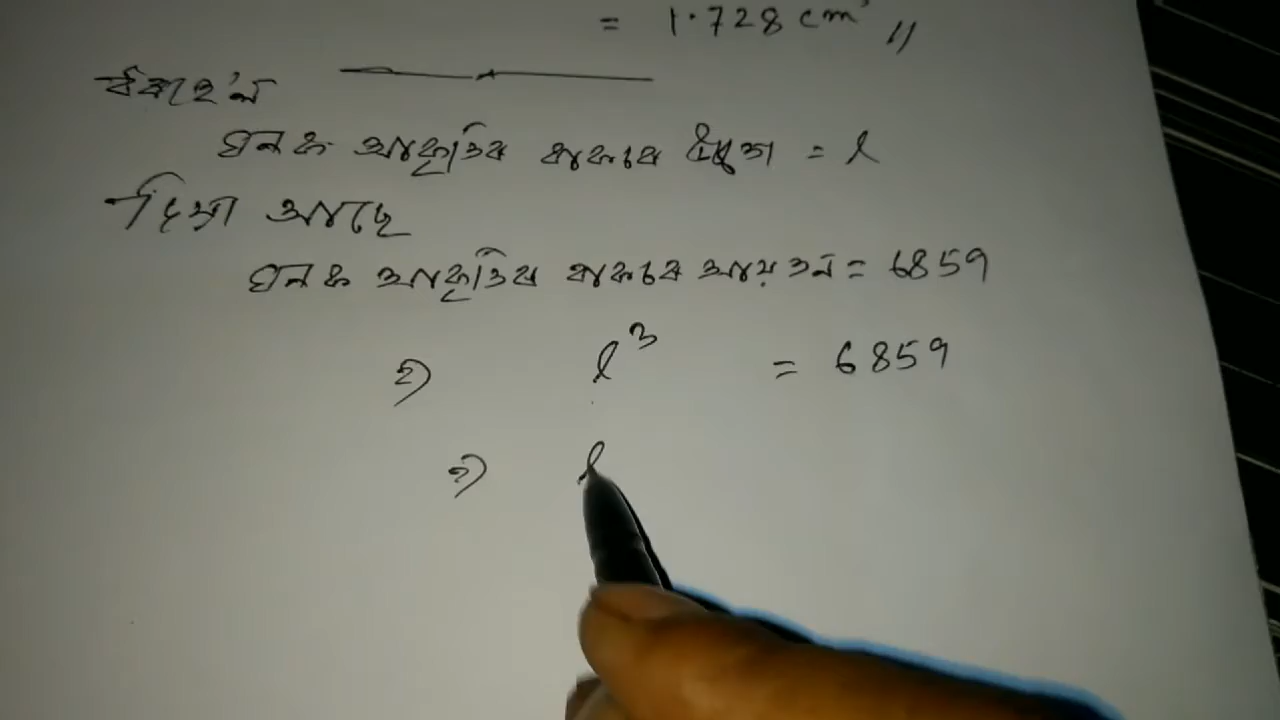 = 1.728 cm³ //
ধৰাহ'ল
ঘনক আকৃতিৰ বাকচৰ = l
দিয়া আছে
ঘনক আকৃতিৰ বাকচৰ আয়তন = 6859
⇒ l³ = 6859
⇒ l